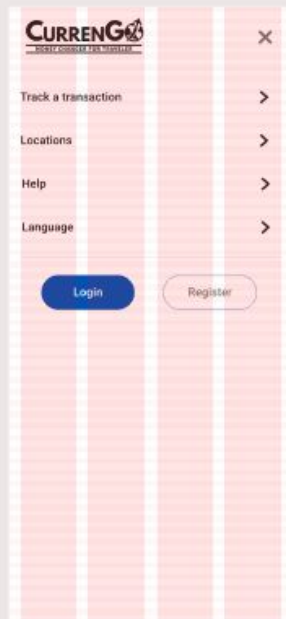 CURRENGO
MONEY CHANGER FOR TRAVELER
Track a transaction
Locations
Help
Language
Login
Register